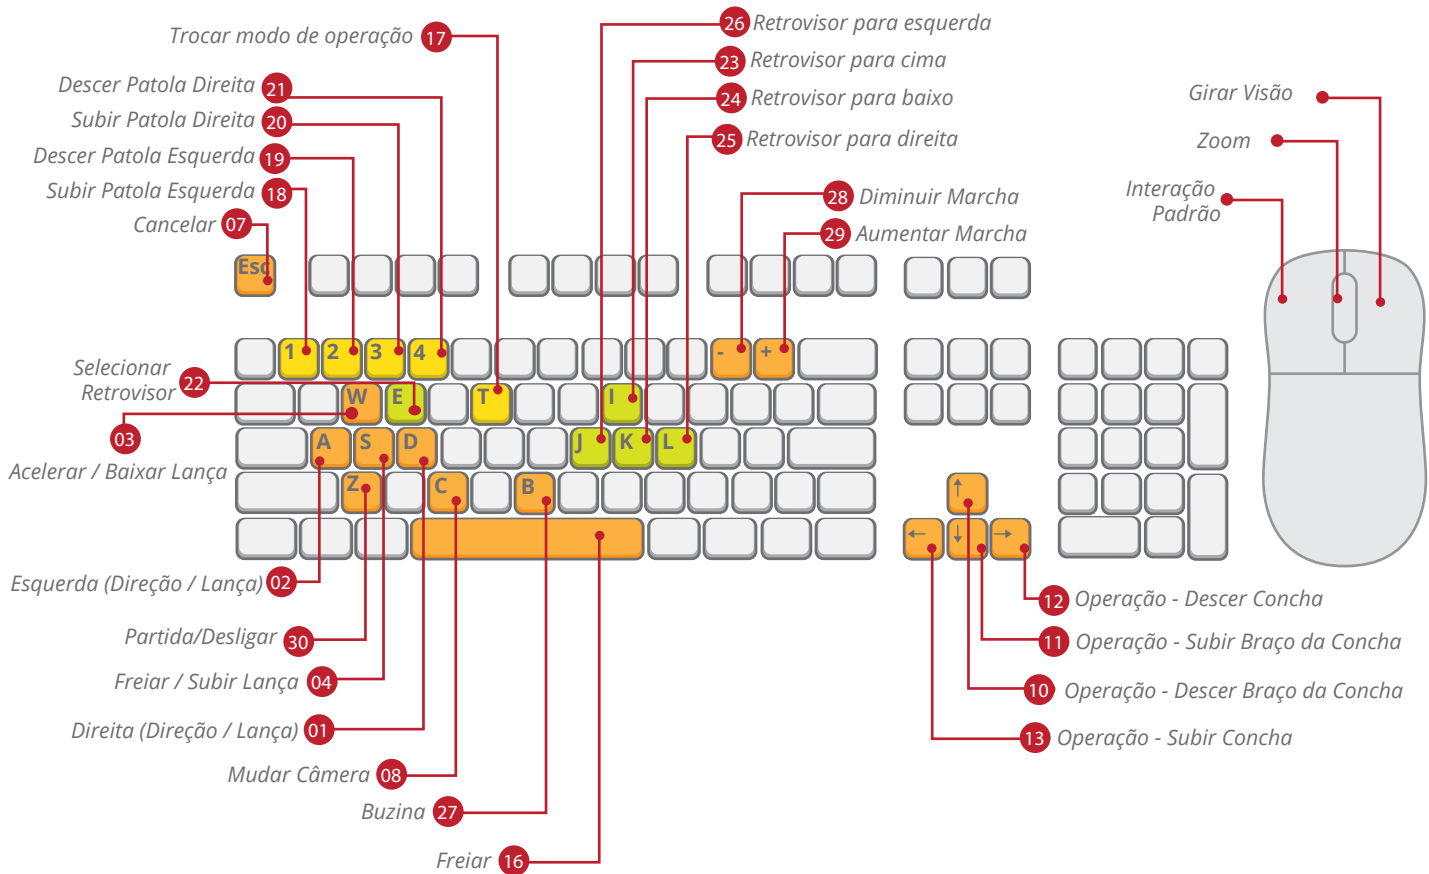 Trocar modo de operação 17
Descer Patola Direita 21
Subir Patola Direita 20
Descer Patola Esquerda 19
Subir Patola Esquerda 18
Cancelar 07
26 Retrovisor para esquerda
23 Retrovisor para cima
24 Retrovisor para baixo
25 Retrovisor para direita
28 Diminuir Marcha
29 Aumentar Marcha
Girar Visão
Zoom
Interação
Padrão
Esc
1 2 3 4 - +
Selecionar
Retrovisor 22
W E T I
03
Acelerar / Baixar Lança
A S D J K L
Z C B ↑
← ↓ →
Esquerda (Direção / Lança) 02
Partida/Desligar 30
Freiar / Subir Lança 04
Direita (Direção / Lança) 01
Mudar Câmera 08
Buzina 27
Freiar 16
12 Operação - Descer Concha
11 Operação - Subir Braço da Concha
10 Operação - Descer Braço da Concha
13 Operação - Subir Concha